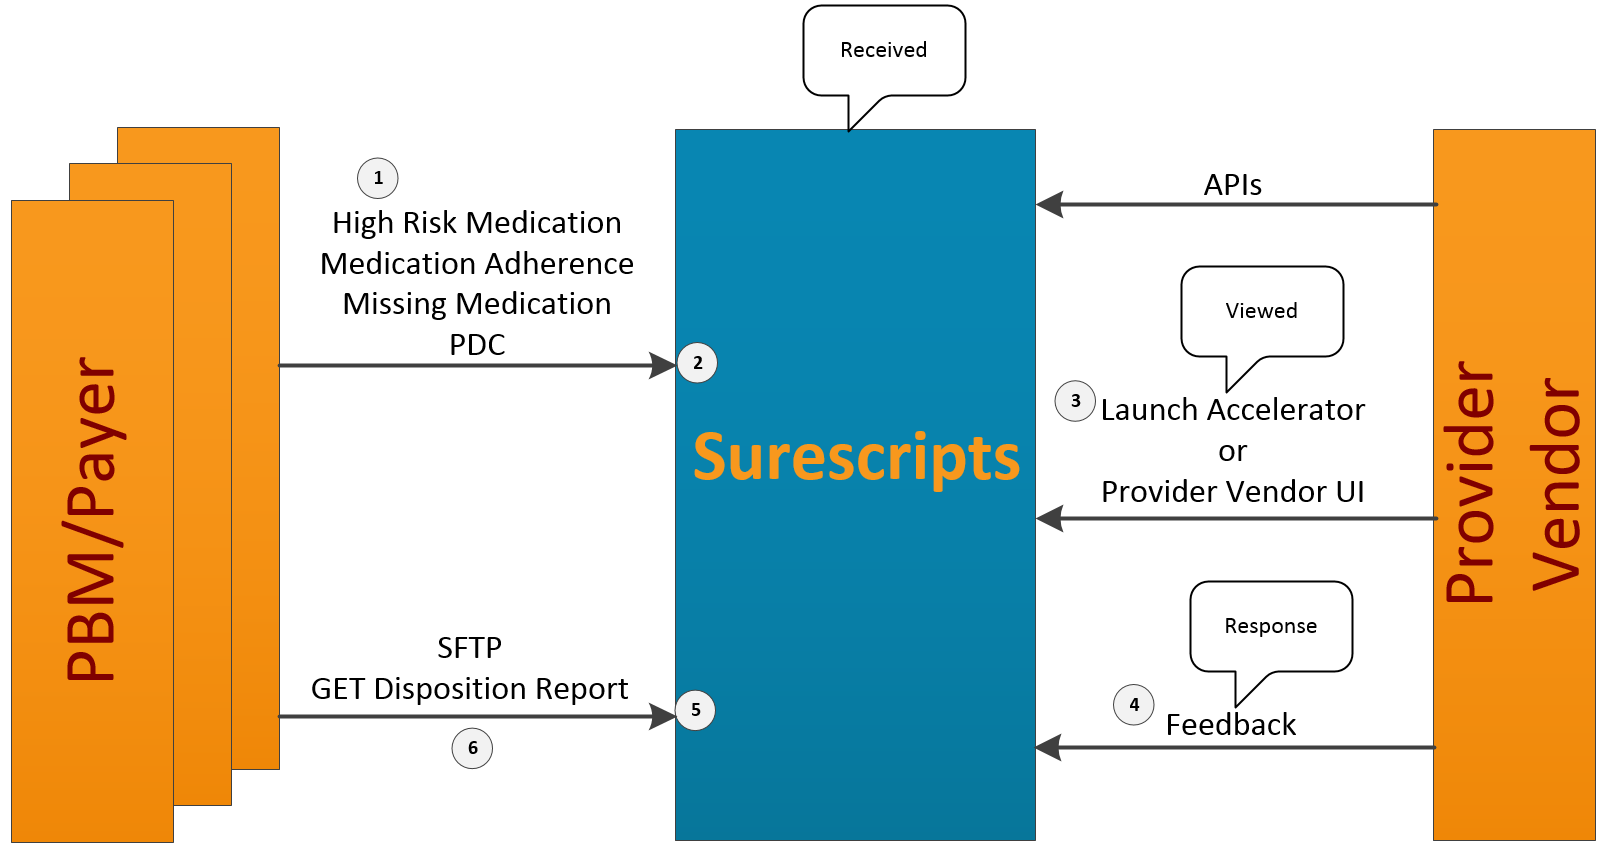 Received
1
High Risk Medication
Medication Adherence
Missing Medication
PDC
2
PBM/Payer
SFTP
GET Disposition Report
5
6
Surescripts
APIs
Viewed
3
Launch Accelerator
or
Provider Vendor UI
Response
4
Feedback
Provider
Vendor